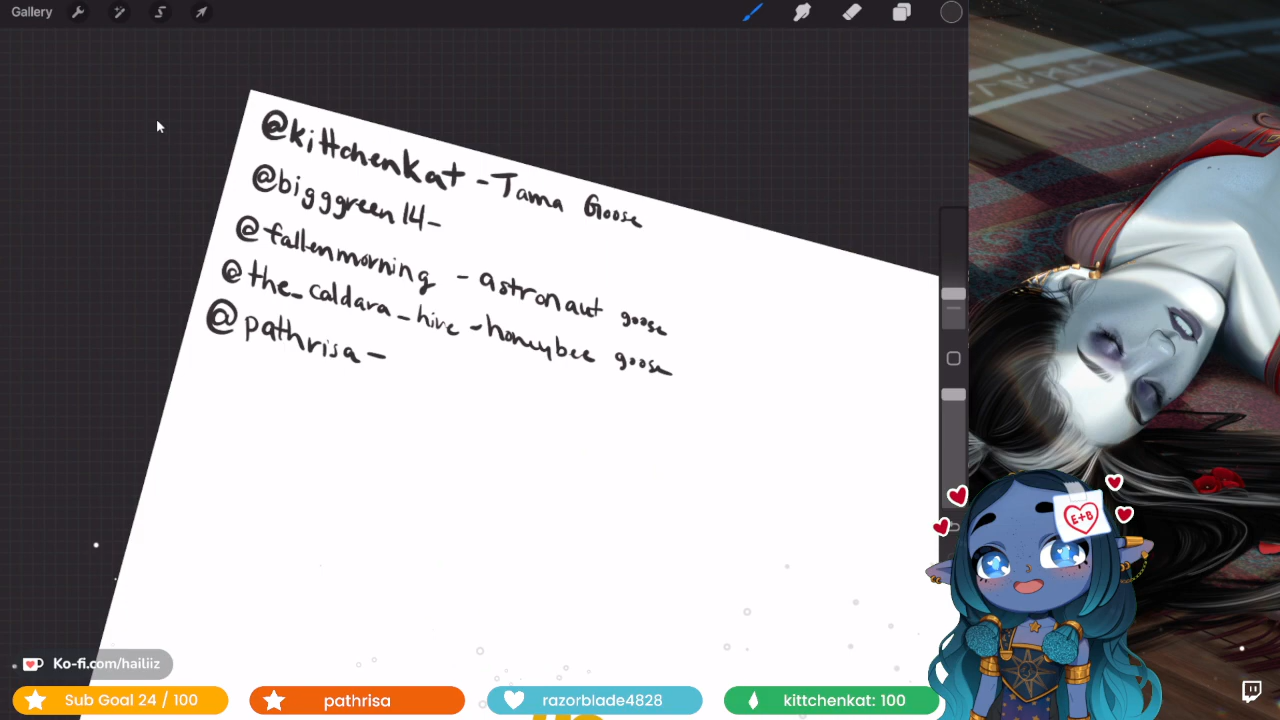 Gallery
@kittchenkat - Tama Goose
@bigggreen14-
@fallenmorning - astronaut goose
@the_caldara_hive - honeybee goose
@pathrisa -
E+B
Ko-fi.com/hailiiz
Sub Goal 24 / 100
pathrisa
razorblade4828
kittchenkat: 100